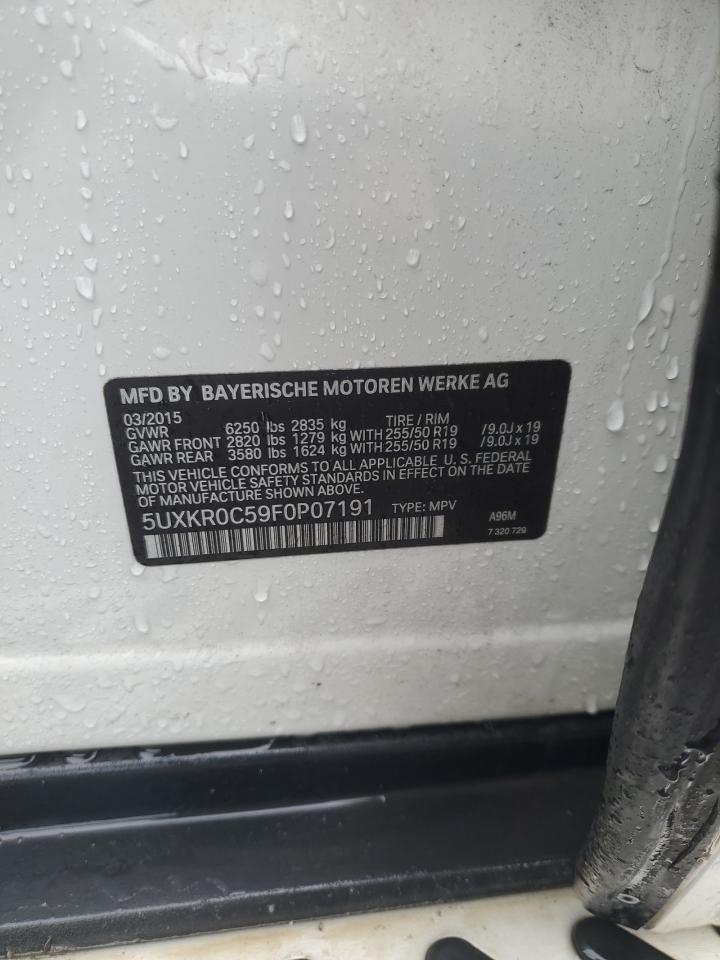 MFD BY BAYERISCHE MOTOREN WERKE AG
03/2015 TIRE / RIM
GVWR 6250 lbs 2835 kg
GAWR FRONT 2820 lbs 1279 kg WITH 255/50 R19 /9.0J x 19
GAWR REAR 3580 lbs 1624 kg WITH 255/50 R19 /9.0J x 19
THIS VEHICLE CONFORMS TO ALL APPLICABLE U.S. FEDERAL
MOTOR VEHICLE SAFETY STANDARDS IN EFFECT ON THE DATE
OF MANUFACTURE SHOWN ABOVE.
5UXKR0C59F0P07191 TYPE: MPV A96M
7 320 729